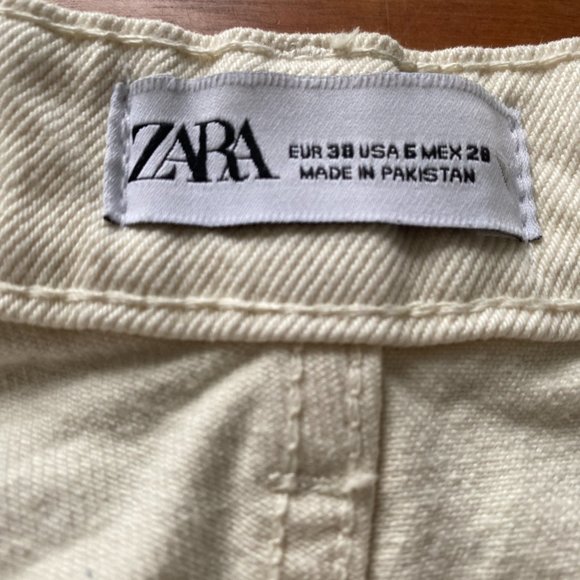 ZARA
EUR 38 USA 6 MEX 28
MADE IN PAKISTAN